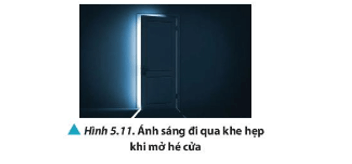 ▲ Hình 5.11. Ánh sáng đi qua khe hẹp
khi mở hé cửa